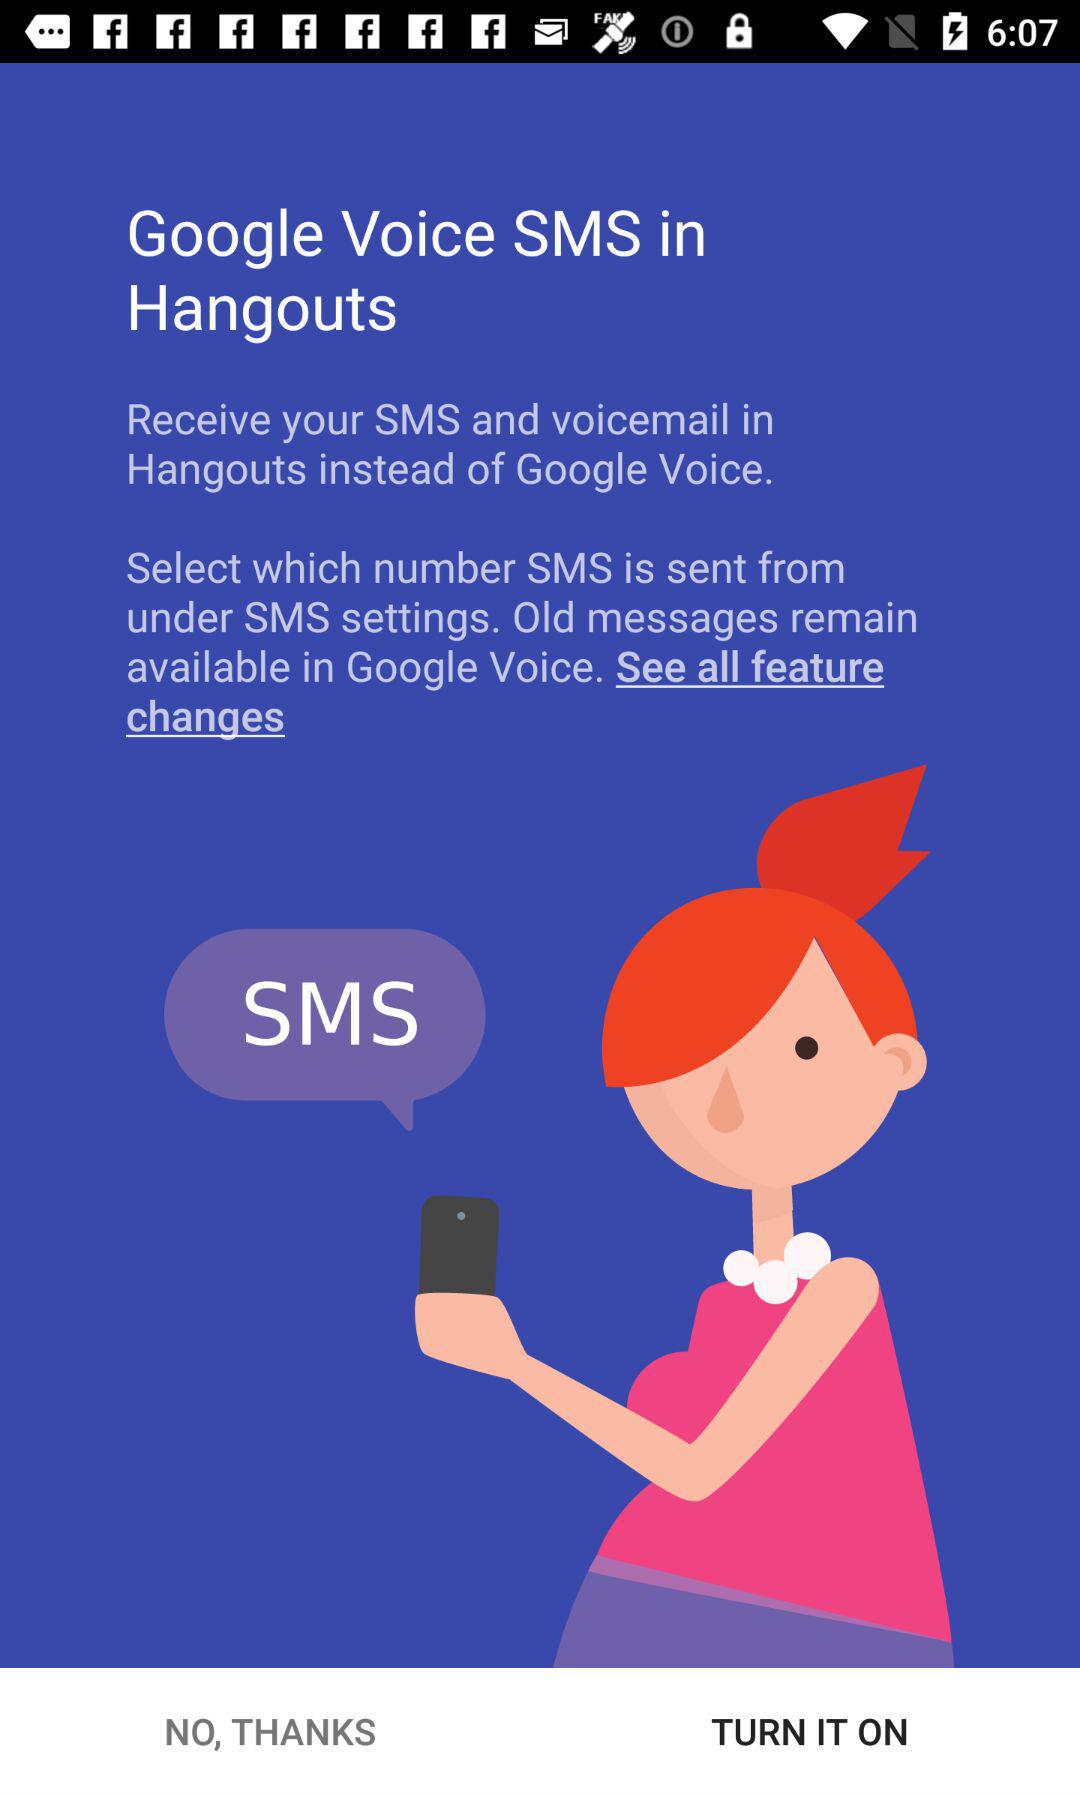 FAKE 6:07
Google Voice SMS in
Hangouts
Receive your SMS and voicemail in
Hangouts instead of Google Voice.
Select which number SMS is sent from
under SMS settings. Old messages remain
available in Google Voice. See all feature
changes
SMS
NO, THANKS TURN IT ON